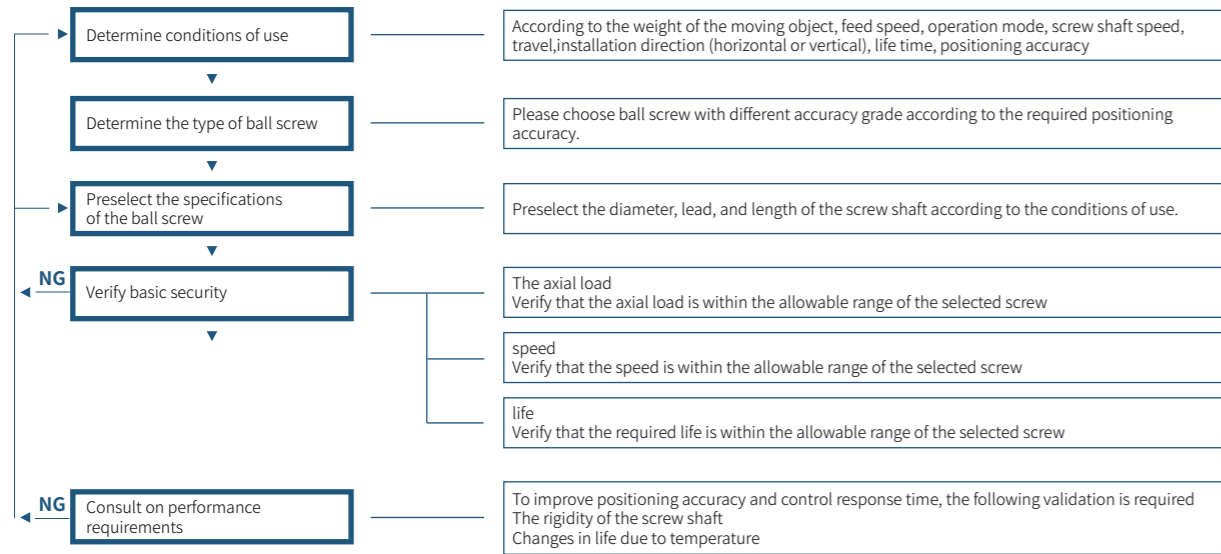 Determine conditions of use
According to the weight of the moving object, feed speed, operation mode, screw shaft speed,
travel,installation direction (horizontal or vertical), life time, positioning accuracy
Determine the type of ball screw
Please choose ball screw with different accuracy grade according to the required positioning
accuracy.
Preselect the specifications
of the ball screw
Preselect the diameter, lead, and length of the screw shaft according to the conditions of use.
NG
Verify basic security
The axial load
Verify that the axial load is within the allowable range of the selected screw
speed
Verify that the speed is within the allowable range of the selected screw
life
Verify that the required life is within the allowable range of the selected screw
NG
Consult on performance
requirements
To improve positioning accuracy and control response time, the following validation is required
The rigidity of the screw shaft
Changes in life due to temperature